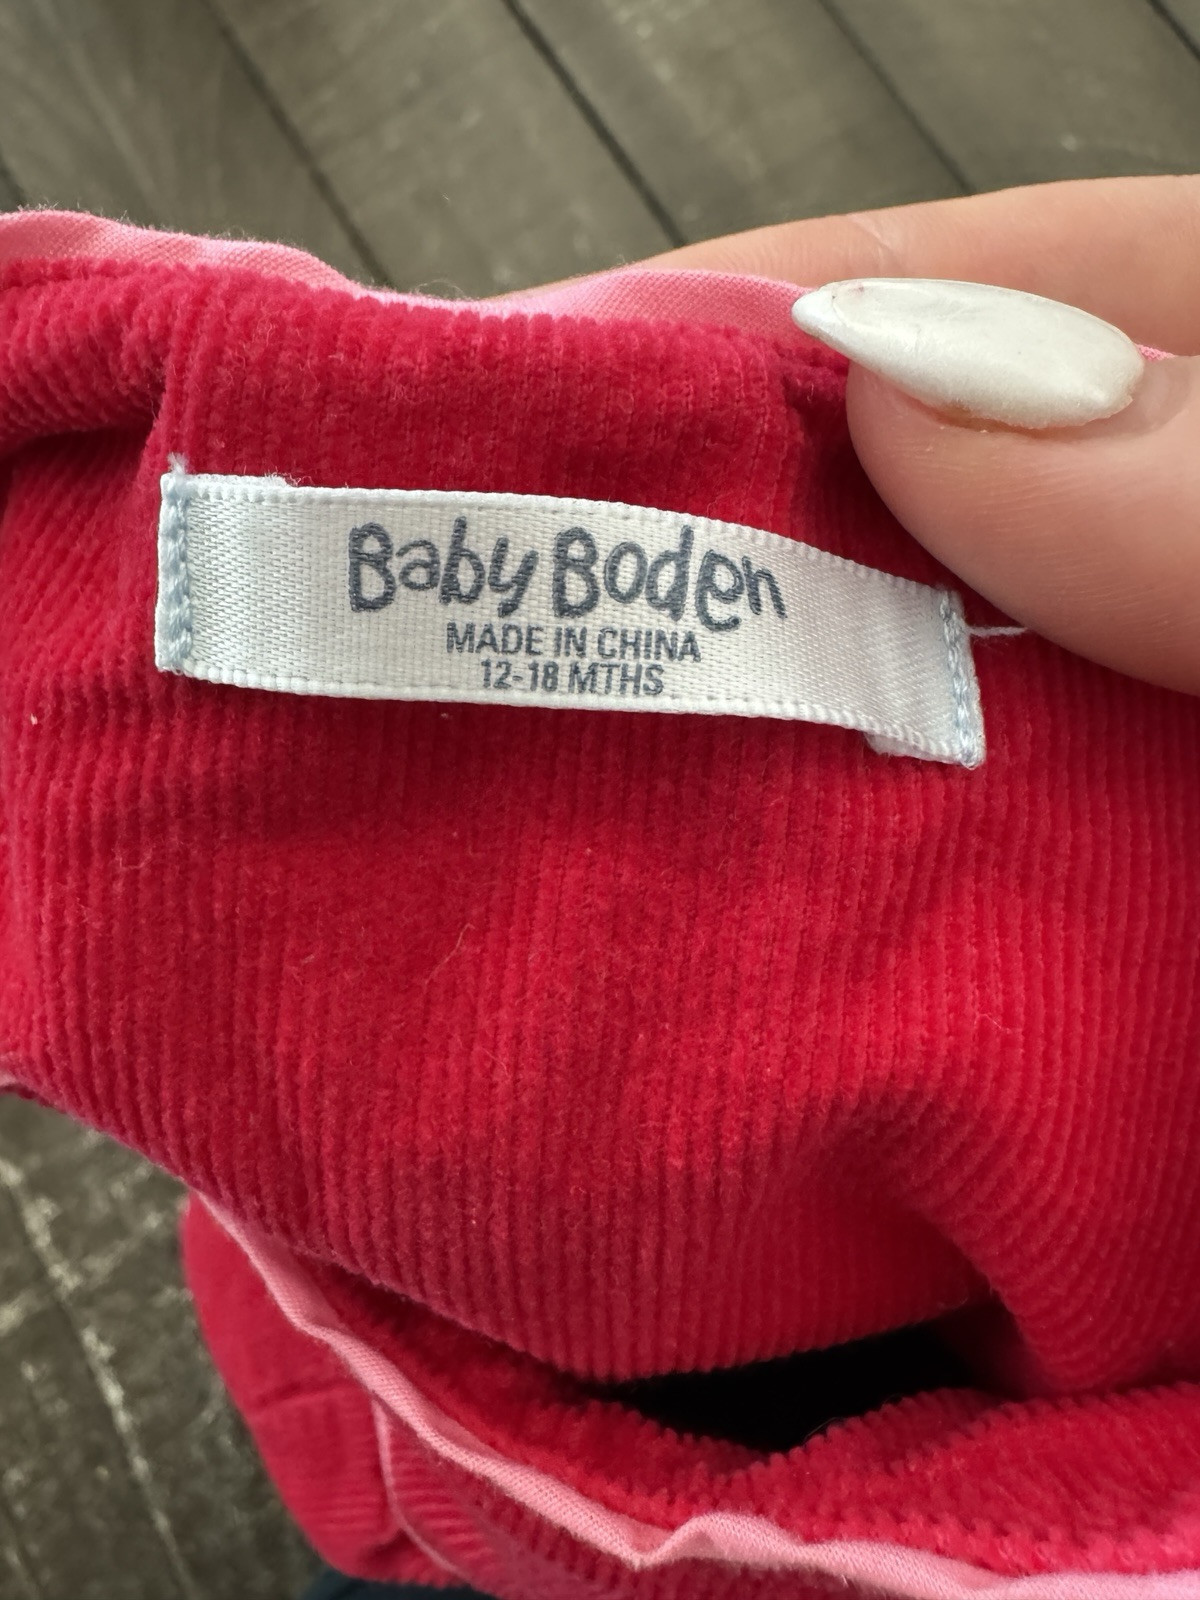 Baby Boden
MADE IN CHINA
12-18 MTHS